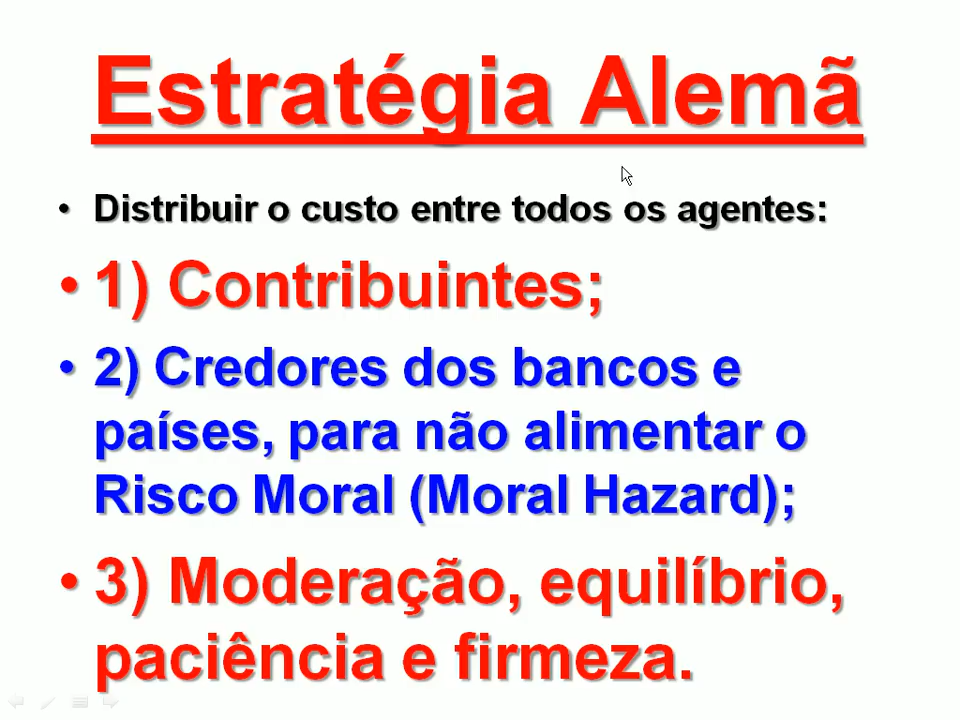 Estratégia Alemã
• Distribuir o custo entre todos os agentes:
• 1) Contribuintes;
• 2) Credores dos bancos e
países, para não alimentar o
Risco Moral (Moral Hazard);
• 3) Moderação, equilíbrio,
paciência e firmeza.